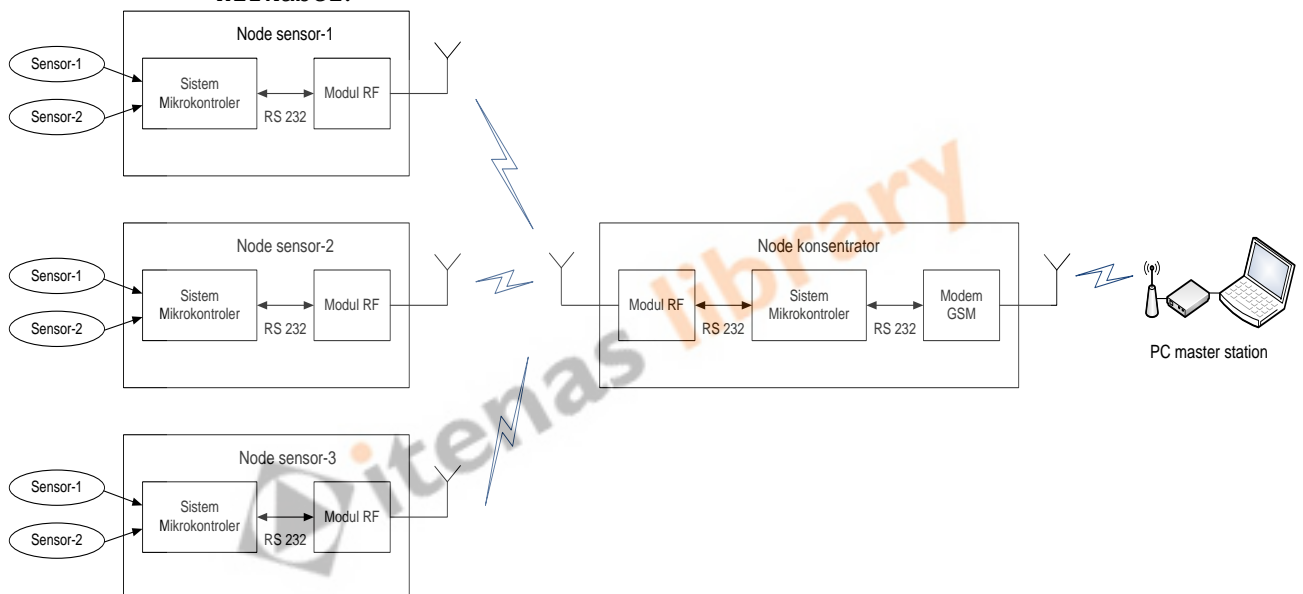 Node sensor-1
Sensor-1
Sensor-2
Sistem
Mikrokontroler
RS 232
Modul RF
Node sensor-2
Sensor-1
Sensor-2
Sistem
Mikrokontroler
RS 232
Modul RF
Node sensor-3
Sensor-1
Sensor-2
Sistem
Mikrokontroler
RS 232
Modul RF
Node konsentrator
Modul RF
RS 232
Sistem
Mikrokontroler
RS 232
Modem
GSM
PC master station
itenas library